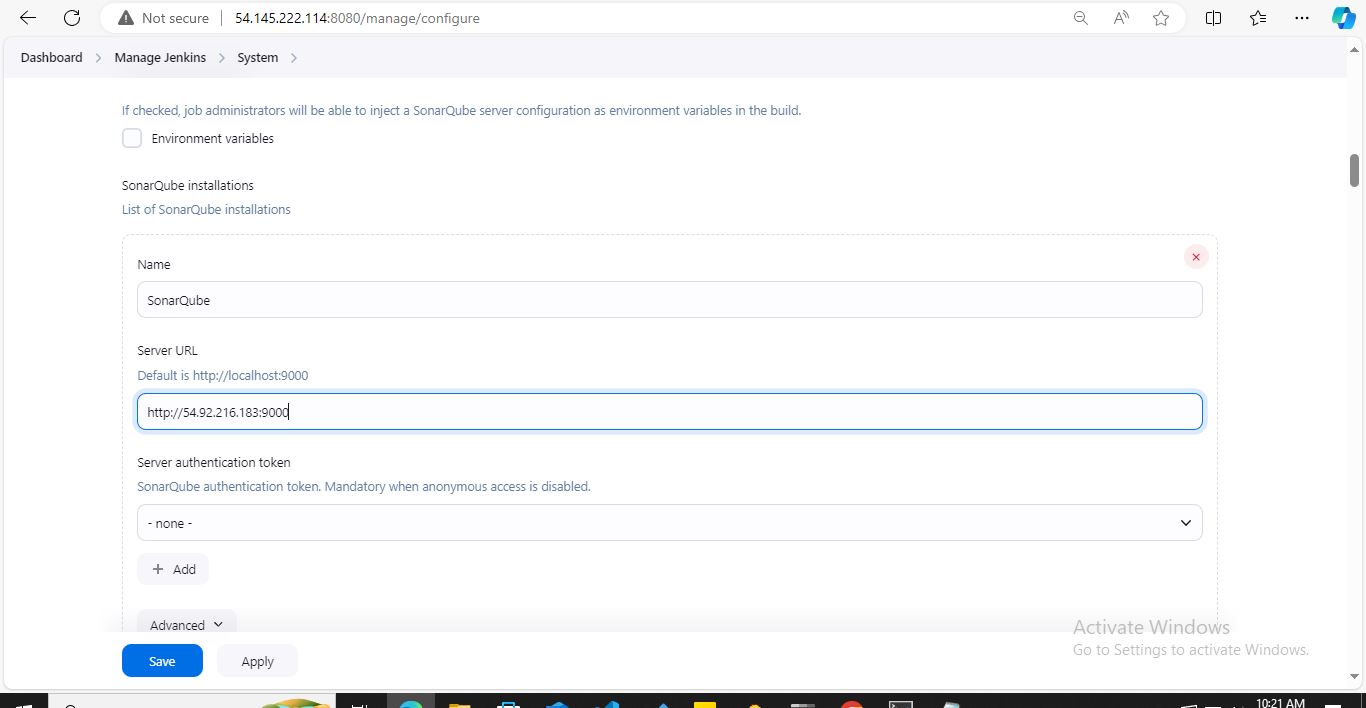 Not secure 54.145.222.114:8080/manage/configure
Dashboard Manage Jenkins System
If checked, job administrators will be able to inject a SonarQube server configuration as environment variables in the build.
Environment variables
SonarQube installations
List of SonarQube installations
Name
SonarQube
Server URL
Default is http://localhost:9000
http://54.92.216.183:9000
Server authentication token
SonarQube authentication token. Mandatory when anonymous access is disabled.
- none -
+ Add
Advanced
Activate Windows
Go to Settings to activate Windows.
Save Apply
10:21 AM